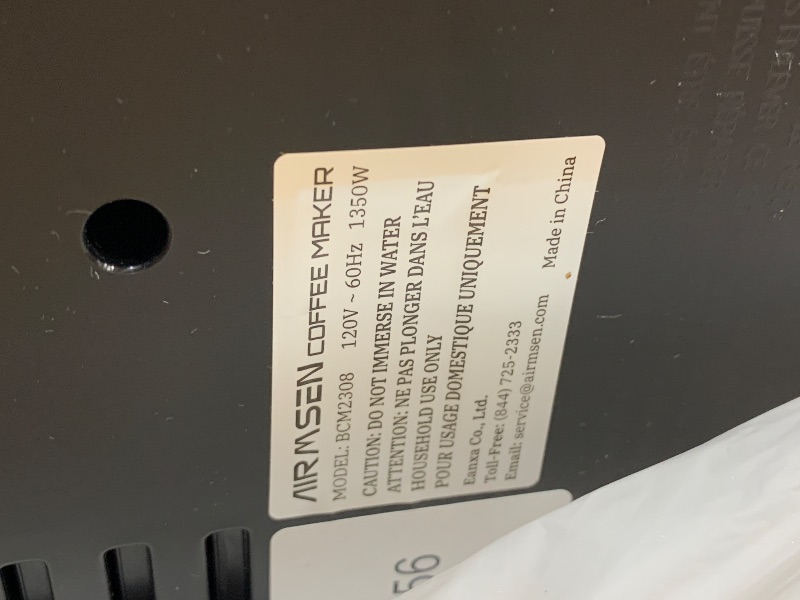 AIRMSEN COFFEE MAKER
MODEL: BCM2308 120V ~ 60Hz 1350W
CAUTION: DO NOT IMMERSE IN WATER
ATTENTION: NE PAS PLONGER DANS L'EAU
HOUSEHOLD USE ONLY
POUR USAGE DOMESTIQUE UNIQUEMENT
Eanxa Co., Ltd.
Toll-Free: (844) 725-2333
Email: service@airmsen.com Made in China
56